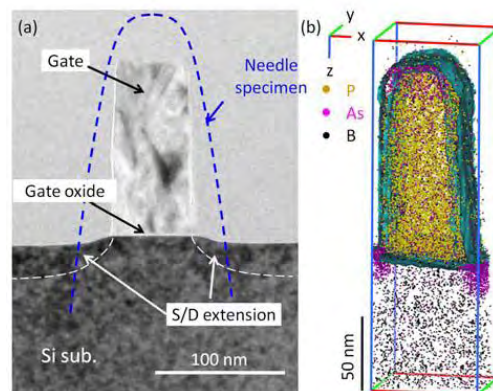 (a)
Gate
Needle
specimen
Gate oxide
S/D extension
Si sub.
100 nm
(b)
y
x
z
P
As
B
50 nm